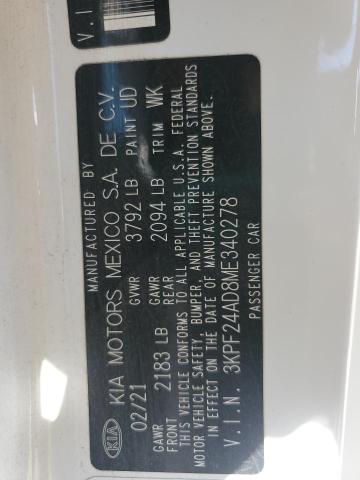 V. I
MANUFACTURED BY
KIA KIA MOTORS MEXICO S.A. DE C.V.
02/21 GVWR 3792 LB PAINT UD
GAWR FRONT 2183 LB GAWR REAR 2094 LB TRIM WK
THIS VEHICLE CONFORMS TO ALL APPLICABLE U.S.A. FEDERAL
MOTOR VEHICLE SAFETY, BUMPER, AND THEFT PREVENTION STANDARDS
IN EFFECT ON THE DATE OF MANUFACTURE SHOWN ABOVE.
V.I.N. 3KPF24AD8ME340278
PASSENGER CAR